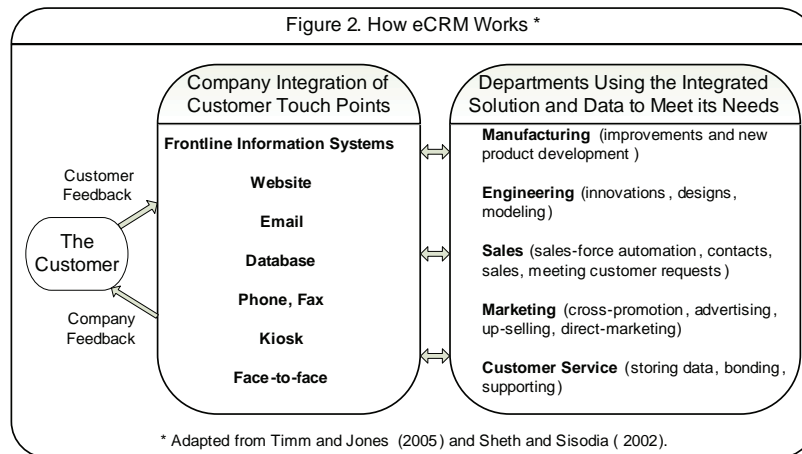 Figure 2. How eCRM Works *
Company Integration of
Customer Touch Points
Frontline Information Systems
Website
Email
Database
Phone, Fax
Kiosk
Face-to-face
Departments Using the Integrated
Solution and Data to Meet its Needs
Manufacturing (improvements and new
product development )
Engineering (innovations , designs,
modeling)
Sales (sales-force automation , contacts,
sales, meeting customer requests)
Marketing (cross-promotion , advertising,
up-selling, direct-marketing)
Customer Service (storing data, bonding,
supporting)
Customer
Feedback
The
Customer
Company
Feedback
* Adapted from Timm and Jones (2005) and Sheth and Sisodia ( 2002).